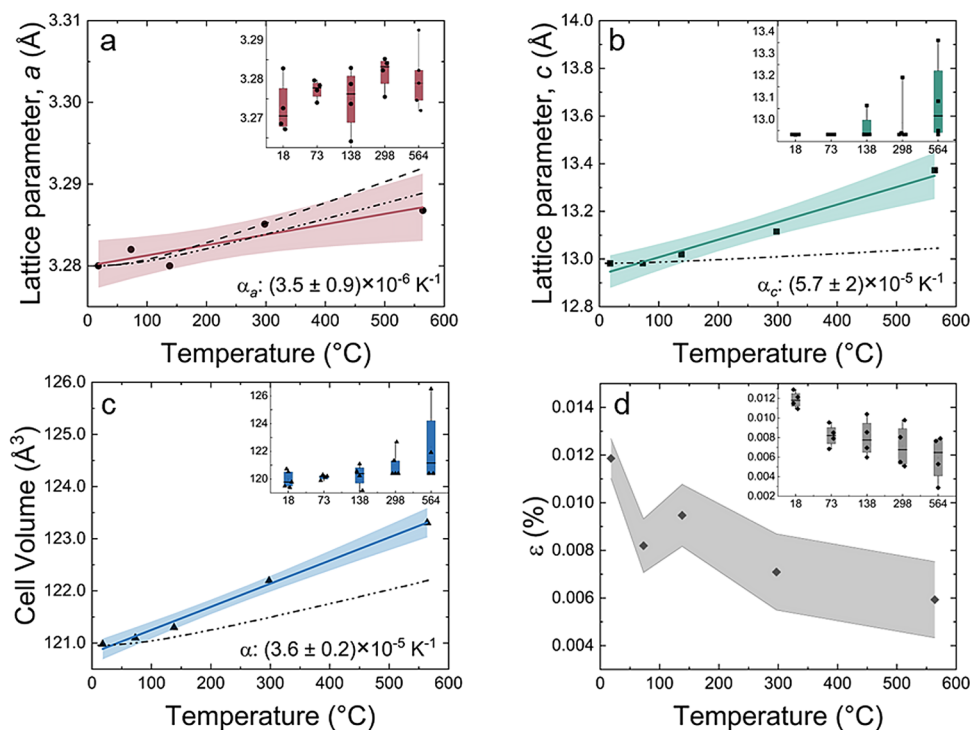 a
Lattice parameter, a (Å)
3.31
3.30
3.29
3.28
3.29
3.28
3.27
18 73 138 298 564
αa: (3.5 ± 0.9)×10-6 K-1
0 100 200 300 400 500 600
Temperature (°C)
b
Lattice parameter, c (Å)
14.0
13.8
13.6
13.4
13.2
13.0
12.8
13.4
13.3
13.2
13.1
13.0
18 73 138 298 564
αc: (5.7 ± 2)×10-5 K-1
0 100 200 300 400 500 600
Temperature (°C)
c
Cell Volume (Å3)
126.0
125.0
124.0
123.0
122.0
121.0
126
124
122
120
18 73 138 298 564
α: (3.6 ± 0.2)×10-5 K-1
0 100 200 300 400 500 600
Temperature (°C)
d
ε (%)
0.014
0.012
0.010
0.008
0.006
0.004
0.012
0.010
0.008
0.006
0.004
0.002
18 73 138 298 564
0 100 200 300 400 500 600
Temperature (°C)